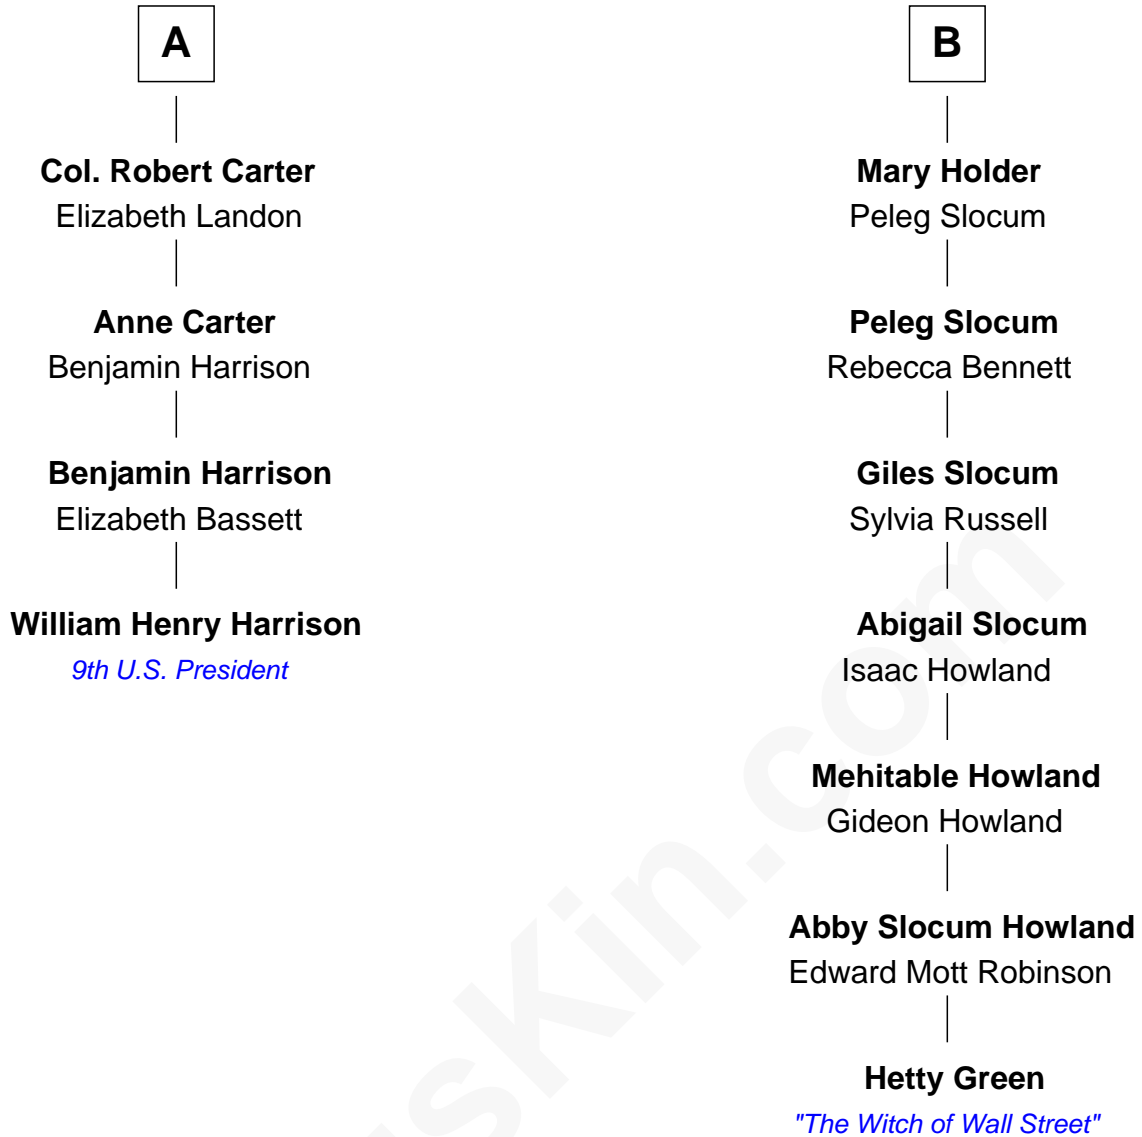 A
Col. Robert Carter
Elizabeth Landon
Anne Carter
Benjamin Harrison
Benjamin Harrison
Elizabeth Bassett
William Henry Harrison
9th U.S. President
B
Mary Holder
Peleg Slocum
Peleg Slocum
Rebecca Bennett
Giles Slocum
Sylvia Russell
Abigail Slocum
Isaac Howland
Mehitable Howland
Gideon Howland
Abby Slocum Howland
Edward Mott Robinson
Hetty Green
"The Witch of Wall Street"